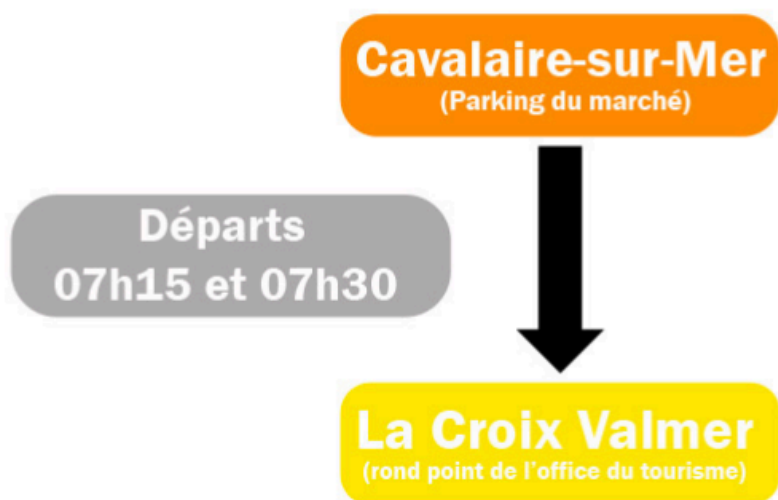 Cavalaire-sur-Mer
(Parking du marché)
Départs
07h15 et 07h30
La Croix Valmer
(rond point de l'office du tourisme)